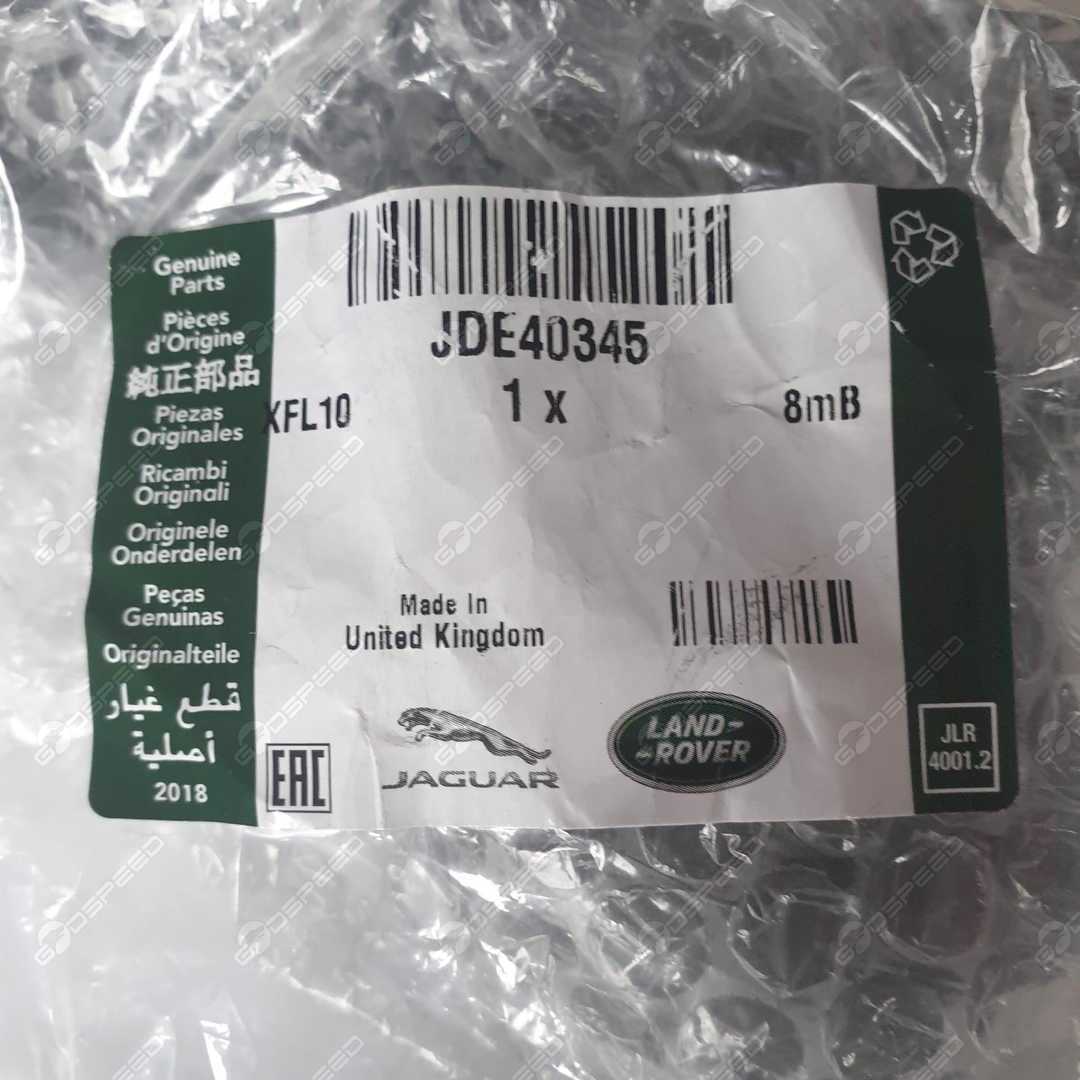 Genuine
Parts
Pièces
d'Origine
純正部品
Piezas
Originales
Ricambi
Originali
Originele
Onderdelen
Peças
Genuinas
Originalteile
قطع غيار
أصلية
2018
JDE40345
XFL10
1 x
8mB
Made In
United Kingdom
EAC
JAGUAR
LAND-
-ROVER
JLR
4001.2
GODSPEED